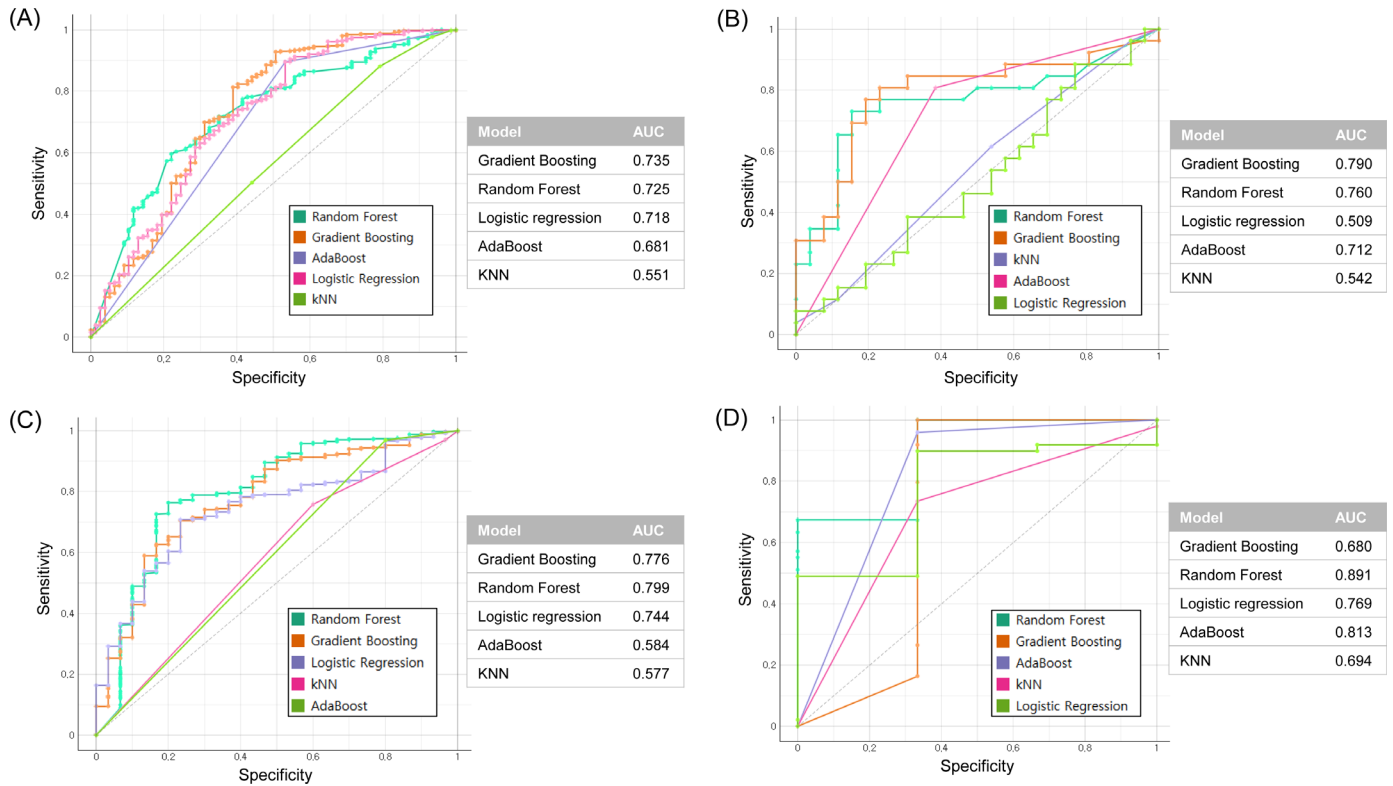 (A)
1
0.8
0.6
0.4
0.2
0
Sensitivity
0
0.2
0.4
0.6
0.8
1
Specificity
Random Forest
Gradient Boosting
AdaBoost
Logistic Regression
kNN
Model AUC
Gradient Boosting 0.735
Random Forest 0.725
Logistic regression 0.718
AdaBoost 0.681
KNN 0.551
(B)
1
0.8
0.6
0.4
0.2
0
Sensitivity
0
0.2
0.4
0.6
0.8
1
Specificity
Random Forest
Gradient Boosting
kNN
AdaBoost
Logistic Regression
Model AUC
Gradient Boosting 0.790
Random Forest 0.760
Logistic regression 0.509
AdaBoost 0.712
KNN 0.542
(C)
1
0.8
0.6
0.4
0.2
0
Sensitivity
0
0.2
0.4
0.6
0.8
1
Specificity
Random Forest
Gradient Boosting
Logistic Regression
kNN
AdaBoost
Model AUC
Gradient Boosting 0.776
Random Forest 0.799
Logistic regression 0.744
AdaBoost 0.584
KNN 0.577
(D)
1
0.8
0.6
0.4
0.2
0
Sensitivity
0
0.2
0.4
0.6
0.8
1
Specificity
Random Forest
Gradient Boosting
AdaBoost
kNN
Logistic Regression
Model AUC
Gradient Boosting 0.680
Random Forest 0.891
Logistic regression 0.769
AdaBoost 0.813
KNN 0.694